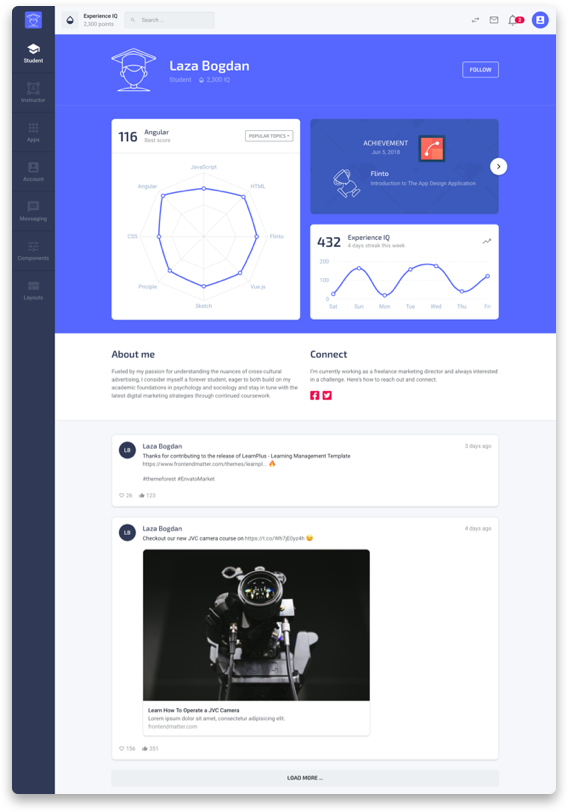 Experience IQ
2,300 points
Search ...
2
Student
Instructor
Apps
Account
Messaging
Components
Layouts
Laza Bogdan
Student 2,300 IQ
FOLLOW
116
Angular
Best score
POPULAR TOPICS
JavaScript
HTML
Flinto
Vue.js
Sketch
Priciple
CSS
Angular
ACHIEVEMENT
Jun 5, 2018
Flinto
Introduction to The App Design Application
432
Experience IQ
4 days streak this week
200
100
0
Sat Sun Mon Tue Wed Thu Fri
About me
Fueled by my passion for understanding the nuances of cross-cultural
advertising, I consider myself a forever student, eager to both build on my
academic foundations in psychology and sociology and stay in tune with the
latest digital marketing strategies through continued coursework.
Connect
I'm currently working as a freelance marketing director and always interested
in a challenge. Here's how to reach out and connect.
LB
Laza Bogdan
3 days ago
Thanks for contributing to the release of LearnPlus - Learning Management Template
https://www.frontendmatter.com/themes/learnpl... 🔥
#themeforest #EnvatoMarket
26 123
LB
Laza Bogdan
4 days ago
Checkout our new JVC camera course on https://t.co/Wh7jE0yz4h 😉
Learn How To Operate a JVC Camera
Lorem ipsum dolor sit amet, consectetur adipisicing elit.
frontendmatter.com
156 351
LOAD MORE ...